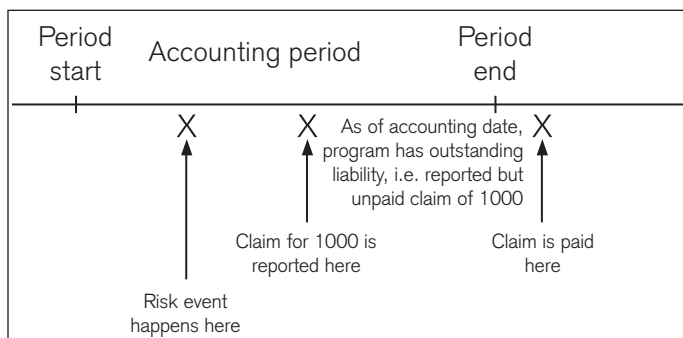 Period
start
Accounting period
Period
end
X
X
As of accounting date,
program has outstanding
liability, i.e. reported but
unpaid claim of 1000
X
Claim for 1000 is
reported here
Claim is paid
here
Risk event
happens here